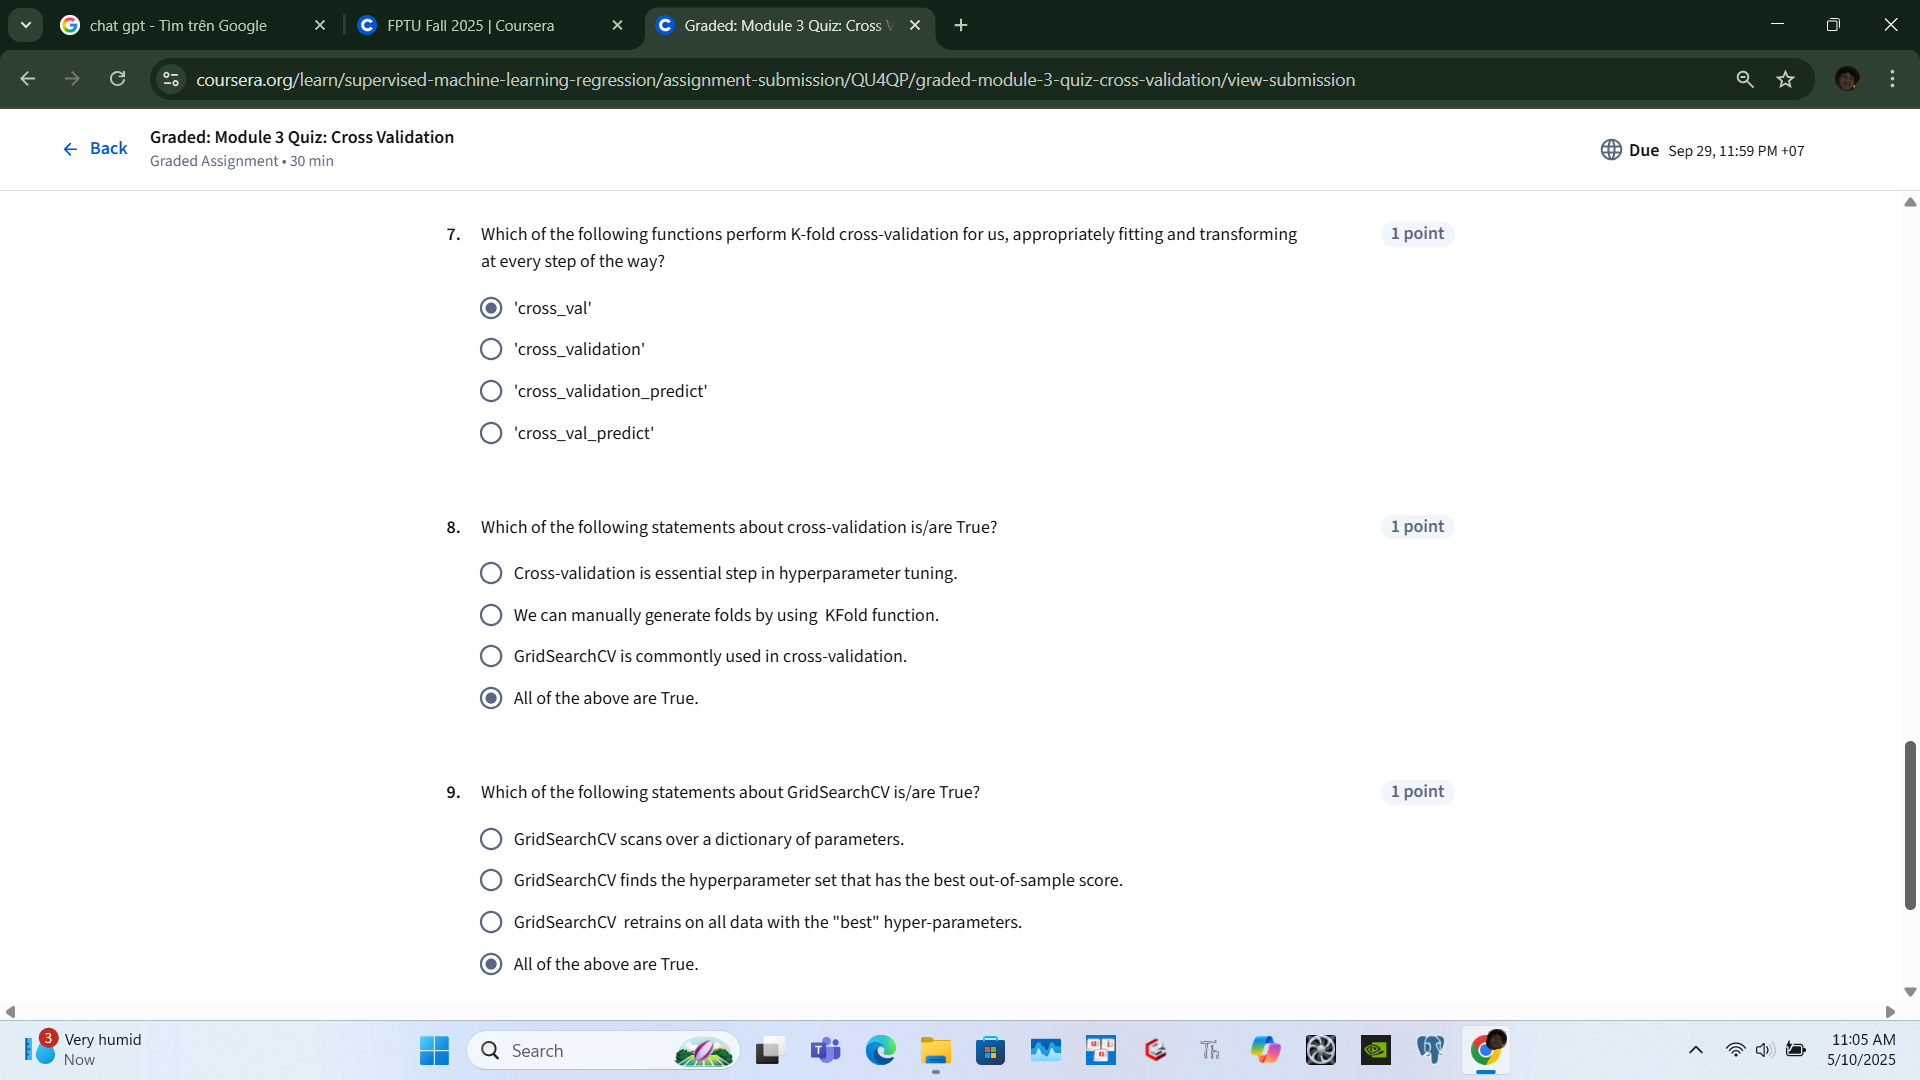 chat gpt - Tìm trên Google
FPTU Fall 2025 | Coursera
Graded: Module 3 Quiz: Cross V
coursera.org/learn/supervised-machine-learning-regression/assignment-submission/QU4QP/graded-module-3-quiz-cross-validation/view-submission
Back
Graded: Module 3 Quiz: Cross Validation
Graded Assignment • 30 min
Due Sep 29, 11:59 PM +07
7. Which of the following functions perform K-fold cross-validation for us, appropriately fitting and transforming
at every step of the way?
1 point
'cross_val'
'cross_validation'
'cross_validation_predict'
'cross_val_predict'
8. Which of the following statements about cross-validation is/are True?
1 point
Cross-validation is essential step in hyperparameter tuning.
We can manually generate folds by using  KFold function.
GridSearchCV is commontly used in cross-validation.
All of the above are True.
9. Which of the following statements about GridSearchCV is/are True?
1 point
GridSearchCV scans over a dictionary of parameters.
GridSearchCV finds the hyperparameter set that has the best out-of-sample score.
GridSearchCV  retrains on all data with the "best" hyper-parameters.
All of the above are True.
3
Very humid
Now
Search
Th
11:05 AM
5/10/2025